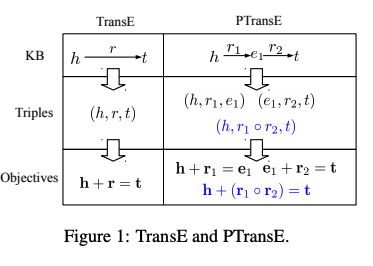 TransE PTransE
KB h r t h r₁ e₁ r₂ t
Triples (h, r, t) (h, r₁, e₁) (e₁, r₂, t)
(h, r₁ ∘ r₂, t)
Objectives h + r = t h + r₁ = e₁ e₁ + r₂ = t
h + (r₁ ∘ r₂) = t
Figure 1: TransE and PTransE.